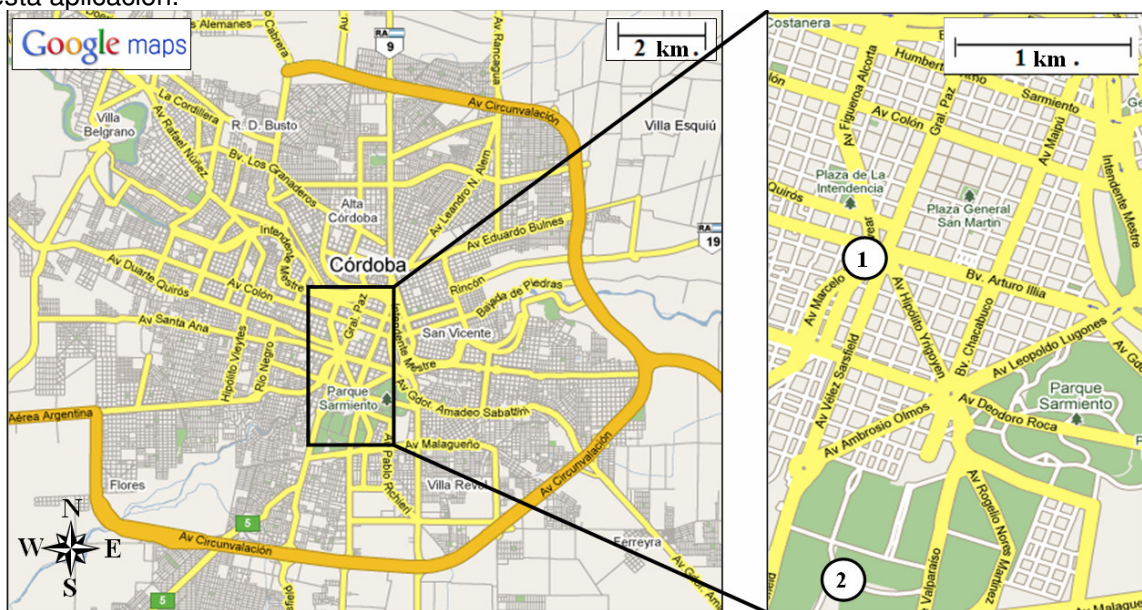 esta aplicación.
Google maps
RA
9
2 km .
os Alemanes
Cabrera
Av Rancagua
Av Circunvalación
La Cordillera
Villa
Belgrano
Av Rafael Núñez
R. D. Busto
Villa Esquiú
Bv. Los Granaderos
Av Leandro N. Alem
Alta
Córdoba
Intendente Mestre
Av Eduardo Bulnes
RA
19
Córdoba
Av Duarte Quirós
Av Colón
Rincón
Bajada de Piedras
Gral. Paz
Av Santa Ana
San Vicente
Intendente Mestre
Hipólito Vieytes
Río Negro
Parque
Sarmiento
Av Gdor. Amadeo Sabattini
Aérea Argentina
Av Malagueño
Av Pablo Richieri
Villa Revol
Av Circunvalación
Flores
5
N
W E
S
Av Circunvalación
Ferreyra
5
Costanera
1 km .
Humberto
Sarmiento
Av Figueroa Alcorta
Gral. Paz
Av Colón
Av Maipú
Plaza de La
Intendencia
Plaza General
San Martin
Intendente Mestre
Quirós
1
Bv. Arturo Illia
Av Marcelo
Av Hipólito Yrigoyen
Bv. Chacabuco
Av Leopoldo Lugones
Av Vélez Sarsfield
Parque
Sarmiento
Av Deodoro Roca
Av Ambrosio Olmos
Av Rogelio Nores Martínez
2
Av Valparaíso
Av Malague